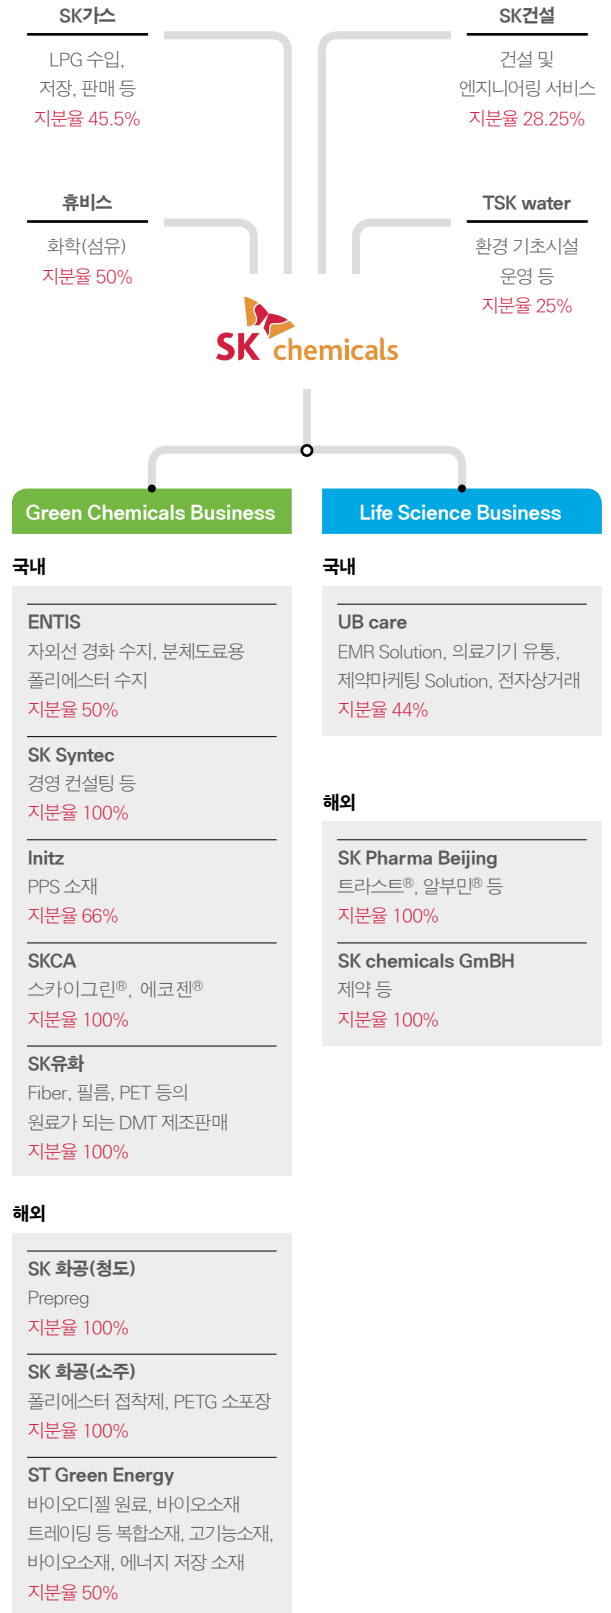 SK가스
LPG 수입,
저장, 판매 등
지분율 45.5%
SK건설
건설 및
엔지니어링 서비스
지분율 28.25%
휴비스
화학(섬유)
지분율 50%
TSK water
환경 기초시설
운영 등
지분율 25%
SK chemicals
Green Chemicals Business
국내
ENTIS
자외선 경화 수지, 분체도료용
폴리에스터 수지
지분율 50%
SK Syntec
경영 컨설팅 등
지분율 100%
Initz
PPS 소재
지분율 66%
SKCA
스카이그린®, 에코젠®
지분율 100%
SK유화
Fiber, 필름, PET 등의
원료가 되는 DMT 제조판매
지분율 100%
해외
SK 화공(청도)
Prepreg
지분율 100%
SK 화공(소주)
폴리에스터 접착제, PETG 소포장
지분율 100%
ST Green Energy
바이오디젤 원료, 바이오소재
트레이딩 등 복합소재, 고기능소재,
바이오소재, 에너지 저장 소재
지분율 50%
Life Science Business
국내
UB care
EMR Solution, 의료기기 유통,
제약마케팅 Solution, 전자상거래
지분율 44%
해외
SK Pharma Beijing
트라스트®, 알부민® 등
지분율 100%
SK chemicals GmBH
제약 등
지분율 100%